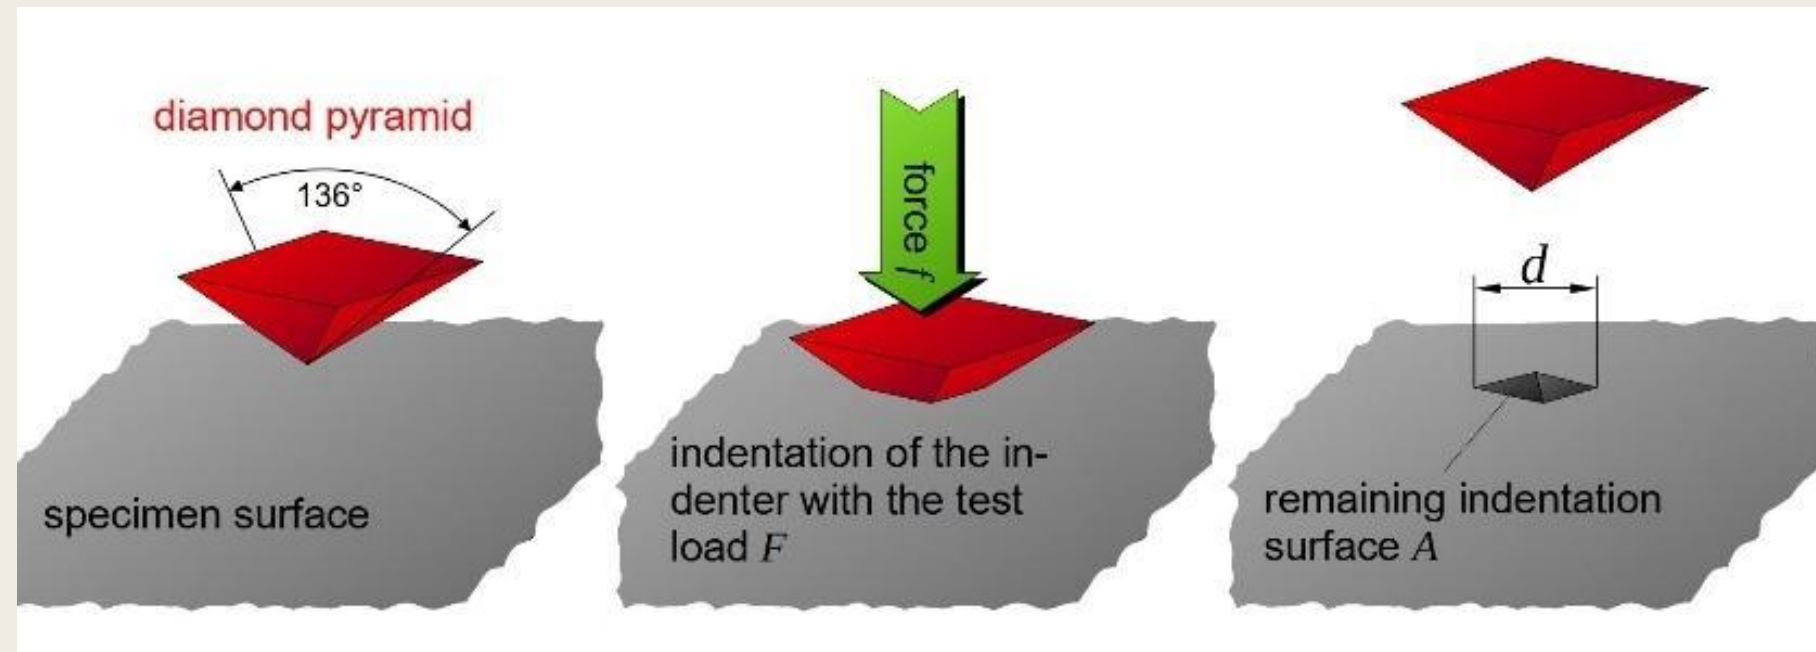 diamond pyramid
136°
specimen surface
force f
indentation of the in-
denter with the test
load F
d
remaining indentation
surface A